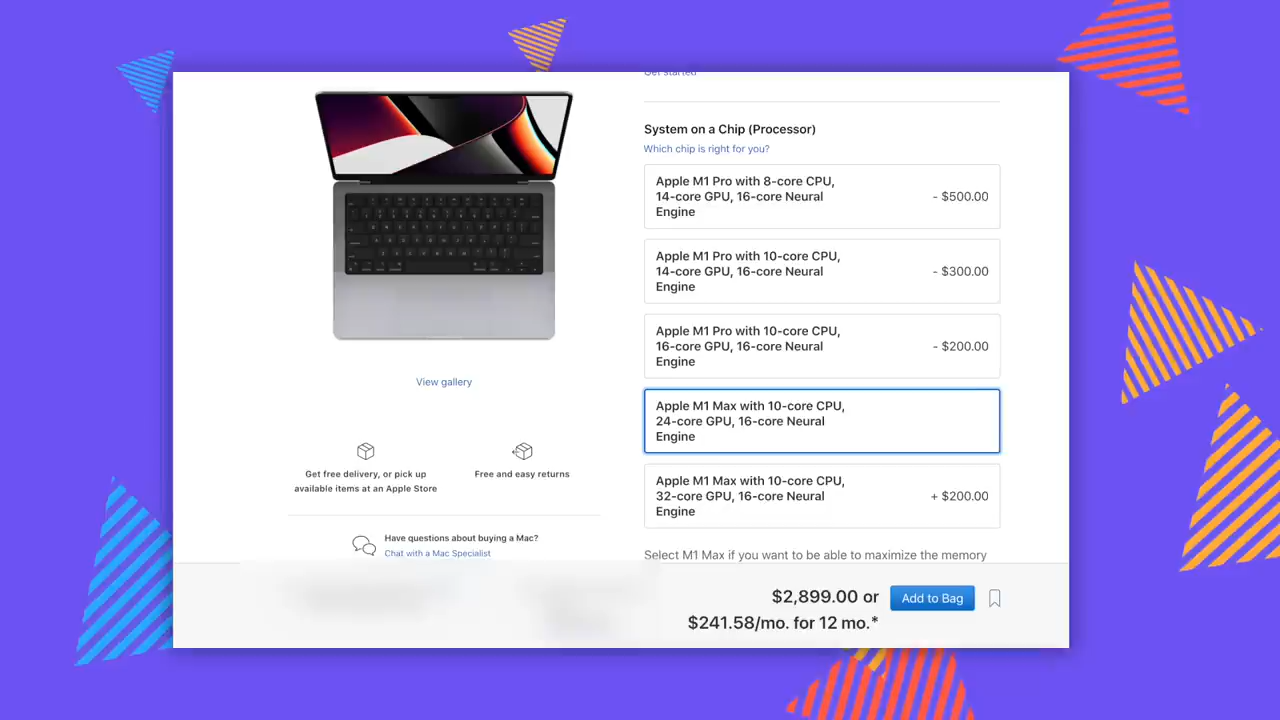 Get started
System on a Chip (Processor)
Which chip is right for you?
Apple M1 Pro with 8-core CPU,
14-core GPU, 16-core Neural
Engine
- $500.00
Apple M1 Pro with 10-core CPU,
14-core GPU, 16-core Neural
Engine
- $300.00
Apple M1 Pro with 10-core CPU,
16-core GPU, 16-core Neural
Engine
- $200.00
Apple M1 Max with 10-core CPU,
24-core GPU, 16-core Neural
Engine
Apple M1 Max with 10-core CPU,
32-core GPU, 16-core Neural
Engine
+ $200.00
Select M1 Max if you want to be able to maximize the memory
View gallery
Get free delivery, or pick up
available items at an Apple Store
Free and easy returns
Have questions about buying a Mac?
Chat with a Mac Specialist
$2,899.00 or
$241.58/mo. for 12 mo.*
Add to Bag